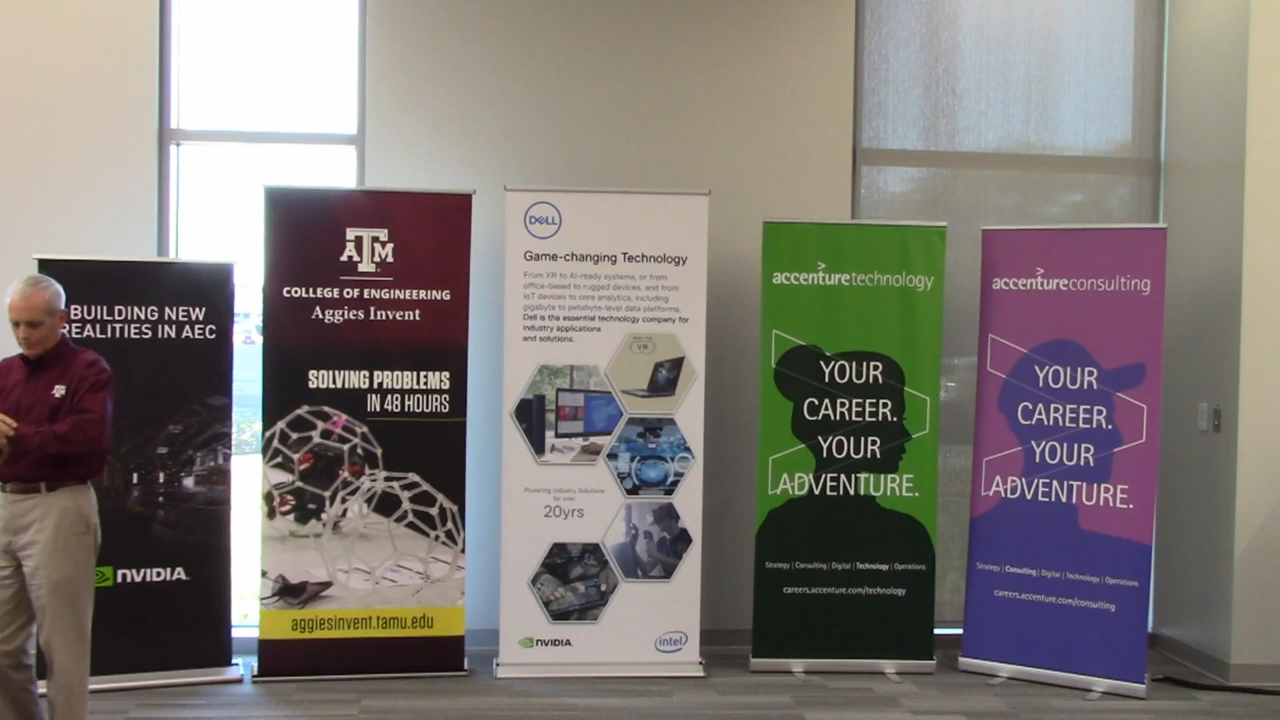 BUILDING NEW
REALITIES IN AEC
NVIDIA
ATM
COLLEGE OF ENGINEERING
Aggies Invent
SOLVING PROBLEMS
IN 48 HOURS
aggiesinvent.tamu.edu
DELL
Game-changing Technology
From XR to AI-ready systems, or from
office-based to rugged devices, and from
IoT devices to core analytics, including
gigabyte to petabyte-level data platforms,
Dell is the essential technology company for
industry applications
and solutions.
VR
Powering Industry Solutions
for over
20yrs
NVIDIA
intel
accenturetechnology
YOUR
CAREER.
YOUR
ADVENTURE.
Strategy | Consulting | Digital | Technology | Operations
careers.accenture.com/technology
accentureconsulting
YOUR
CAREER.
YOUR
ADVENTURE.
Strategy | Consulting | Digital | Technology | Operations
careers.accenture.com/consulting